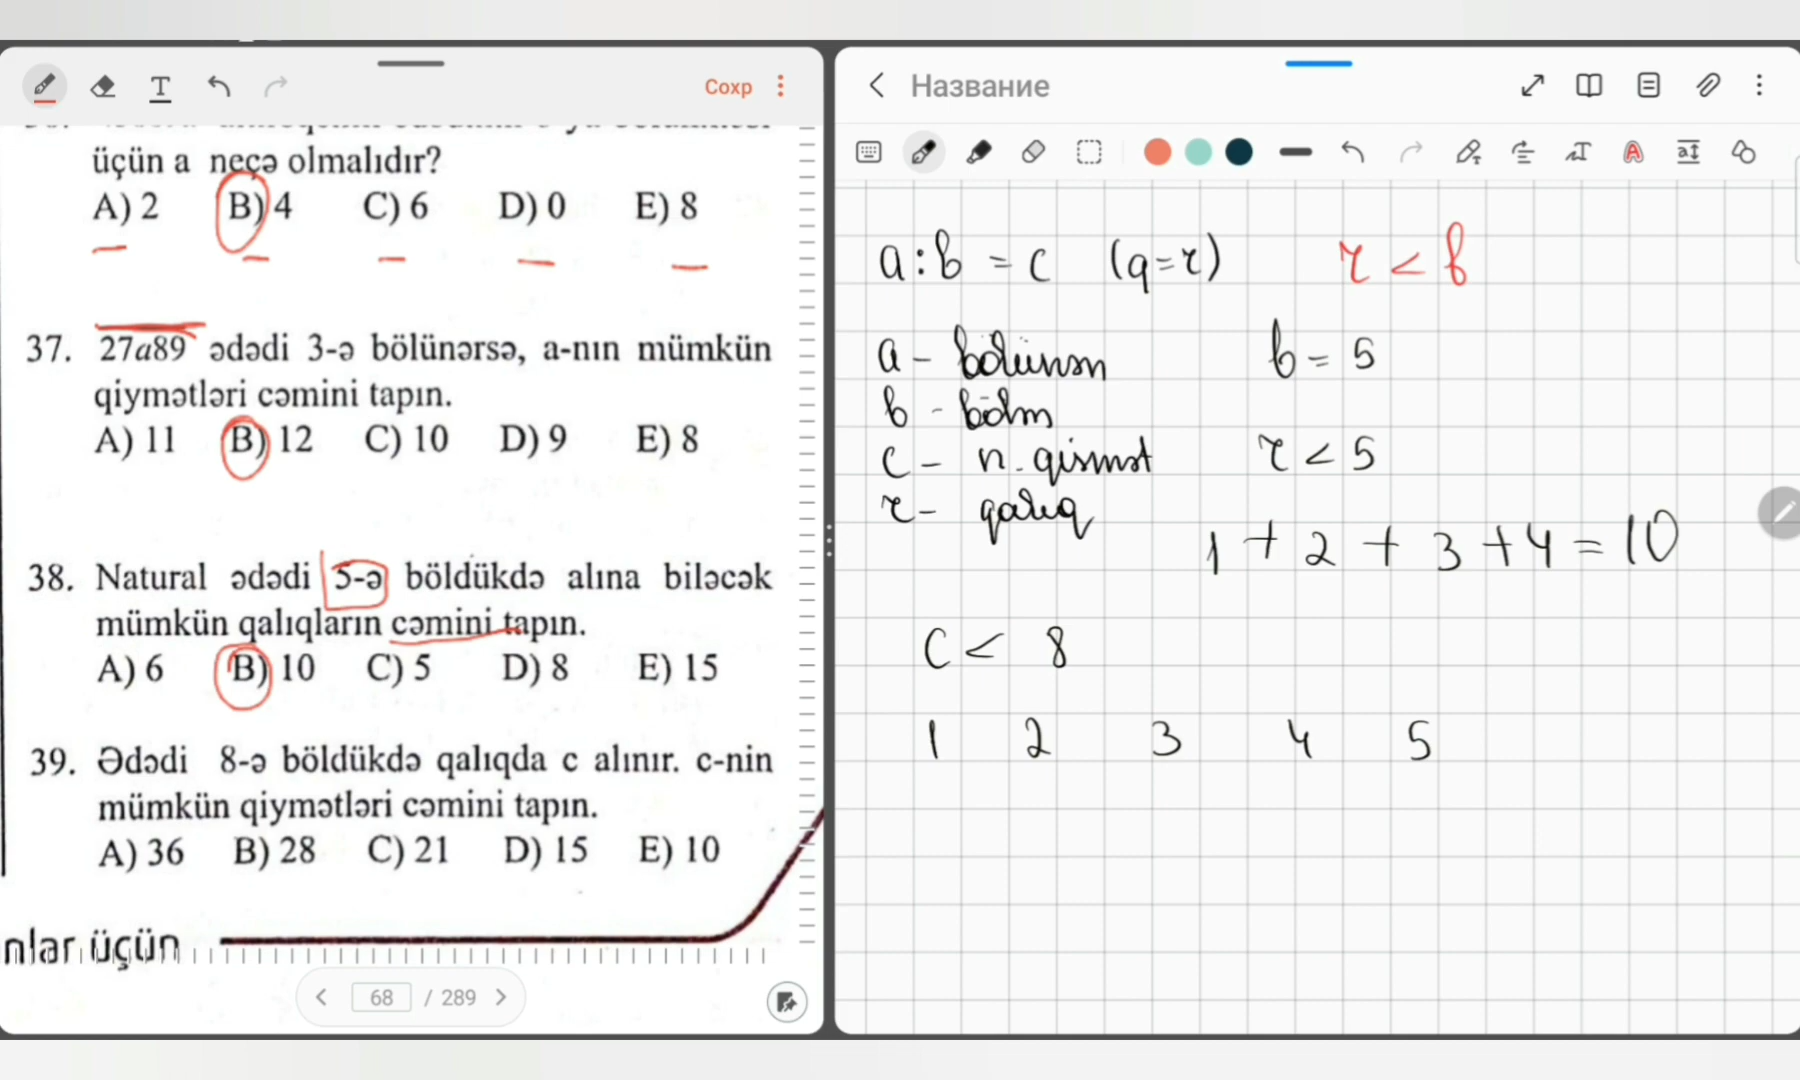 Сохр
üçün a neçə olmalıdır?
A) 2 B) 4 C) 6 D) 0 E) 8
37. 27a89 ədədi 3-ə bölünərsə, a-nın mümkün
qiymətləri cəmini tapın.
A) 11 B) 12 C) 10 D) 9 E) 8
38. Natural ədədi 5-ə böldükdə alına biləcək
mümkün qalıqların cəmini tapın.
A) 6 B) 10 C) 5 D) 8 E) 15
39. Ədədi 8-ə böldükdə qalıqda c alınır. c-nin
mümkün qiymətləri cəmini tapın.
A) 36 B) 28 C) 21 D) 15 E) 10
nlar üçün
68 / 289
Название
a:b = c (q=r) r < b
a - bölünən b = 5
b - bölən
c - n. qismət r < 5
r - qalıq
1 + 2 + 3 + 4 = 10
c < 8
1 2 3 4 5